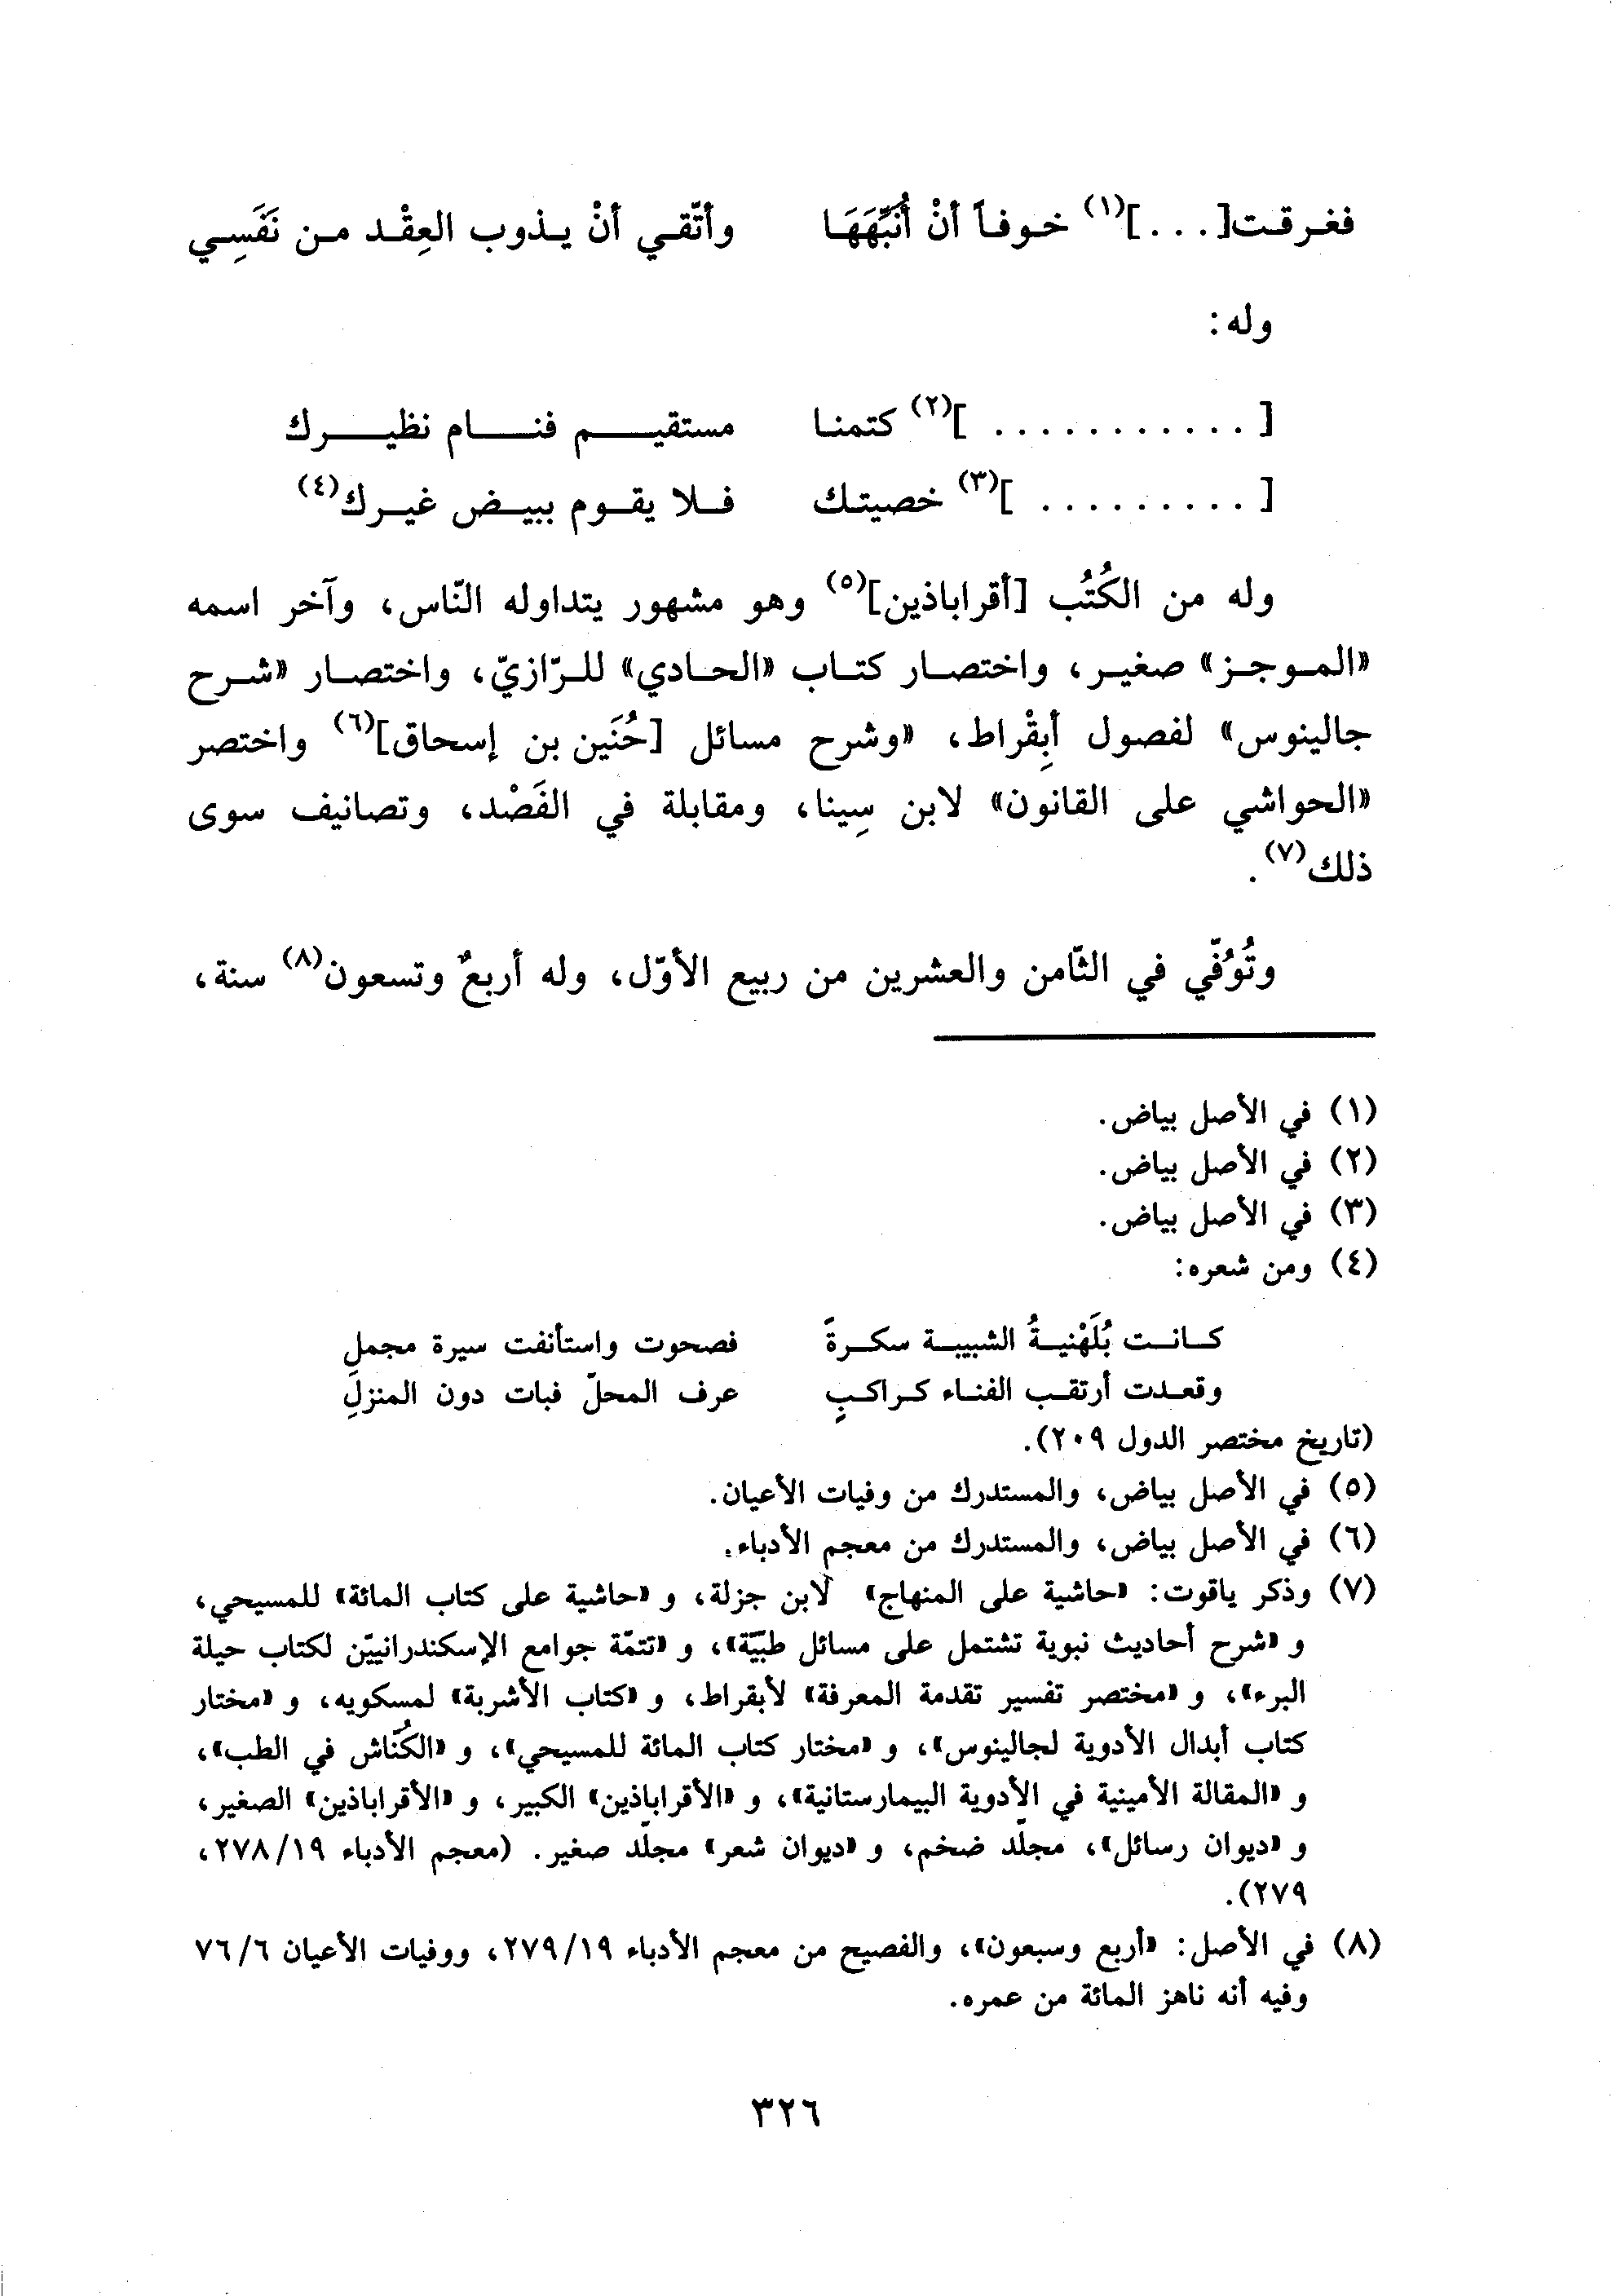 فغرقت[...](١) خوفاً أنْ أُنَبِّهَهَا وأتّقي أنْ يذوب العِقْد من نَفَسِي
وله:
[ ........... ](٢) كتمنا مستقيم فنام نظيرك
[ ......... ](٣) خصيتك فلا يقوم ببيض غيرك(٤)
وله من الكُتُب [أقراباذين](٥) وهو مشهور يتداوله النّاس، وآخر اسمه
«الموجز» صغير، واختصار كتاب «الحادي» للرّازيّ، واختصار «شرح
جالينوس» لفصول أبِقْراط، «وشرح مسائل [حُنَين بن إسحاق](٦) واختصر
«الحواشي على القانون» لابن سِينا، ومقابلة في الفَصْد، وتصانيف سوى
ذلك(٧).
وتُوُفّي في الثّامن والعشرين من ربيع الأوّل، وله أربعٌ وتسعون(٨) سنة،
(١) في الأصل بياض.
(٢) في الأصل بياض.
(٣) في الأصل بياض.
(٤) ومن شعره:
كانت بُلَهْنيةُ الشبيبة سكرةً فصحوت واستأنفت سيرة مجملِ
وقعدت أرتقب الفناء كراكبٍ عرف المحلّ فبات دون المنزلِ
(تاريخ مختصر الدول ٢٠٩).
(٥) في الأصل بياض، والمستدرك من وفيات الأعيان.
(٦) في الأصل بياض، والمستدرك من معجم الأدباء.
(٧) وذكر ياقوت: «حاشية على المنهاج» لابن جزلة، و «حاشية على كتاب المائة» للمسيحي،
و «شرح أحاديث نبوية تشتمل على مسائل طبيّة»، و «تتمّة جوامع الإسكندرانييّن لكتاب حيلة
البرء»، و «مختصر تفسير تقدمة المعرفة» لأبقراط، و «كتاب الأشربة» لمسكويه، و «مختار
كتاب أبدال الأدوية لجالينوس»، و «مختار كتاب المائة للمسيحي»، و «الكُنّاش في الطب»،
و «المقالة الأمينية في الأدوية البيمارستانية»، و «الأقراباذين» الكبير، و «الأقراباذين» الصغير،
و «ديوان رسائل»، مجلّد ضخم، و «ديوان شعر» مجلّد صغير. (معجم الأدباء ٢٧٨/١٩،
٢٧٩).
(٨) في الأصل: «أربع وسبعون»، والفصيح من معجم الأدباء ٢٧٩/١٩، ووفيات الأعيان ٧٦/٦
وفيه أنه ناهز المائة من عمره.
٣٢٦